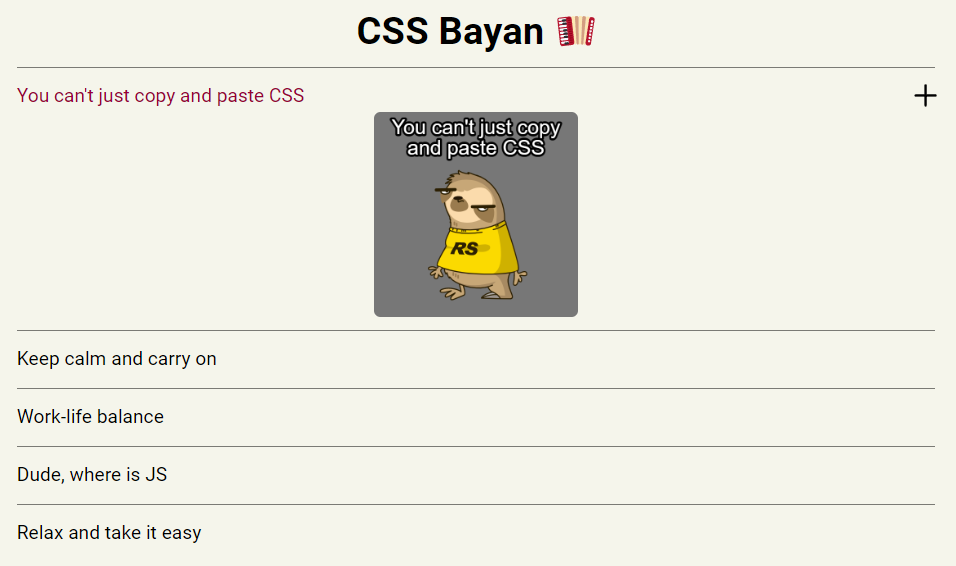 CSS Bayan 🪗
You can't just copy and paste CSS
You can't just copy
and paste CSS
RS
Keep calm and carry on
Work-life balance
Dude, where is JS
Relax and take it easy